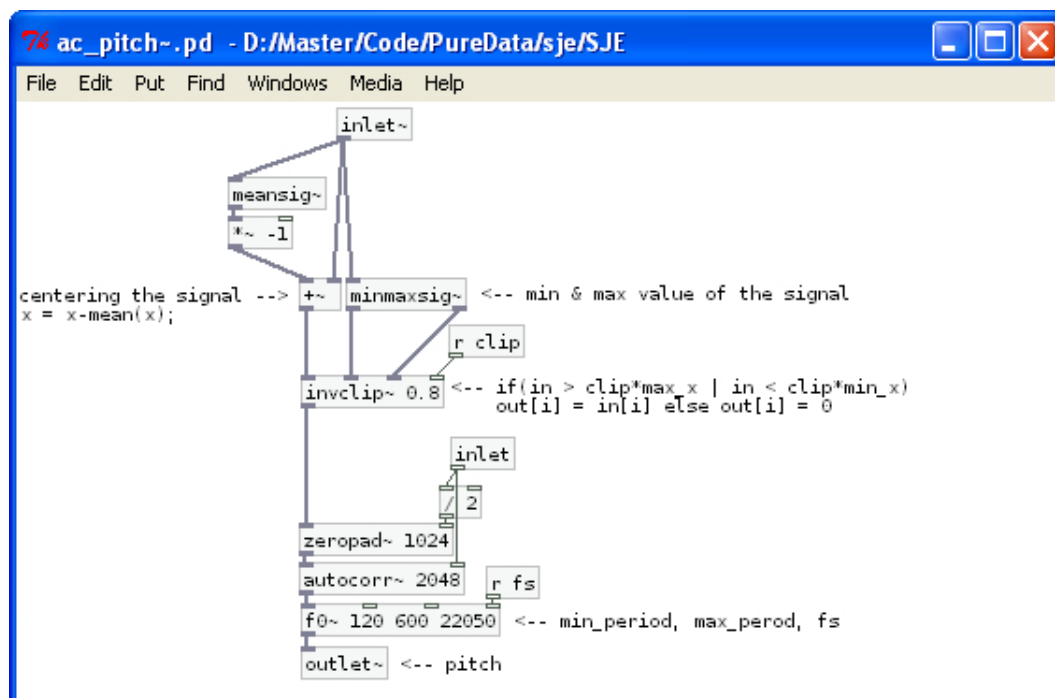 ac_pitch~.pd - D:/Master/Code/PureData/sje/SJE
File Edit Put Find Windows Media Help
inlet~
meansig~
*~ -1
centering the signal --> +~ minmaxsig~ <-- min & max value of the signal
x = x-mean(x);
r clip
invclip~ 0.8 <-- if(in > clip*max_x | in < clip*min_x)
out[i] = in[i] else out[i] = 0
inlet
/ 2
zeropad~ 1024
autocorr~ 2048 r fs
f0~ 120 600 22050 <-- min_period, max_perod, fs
outlet~ <-- pitch